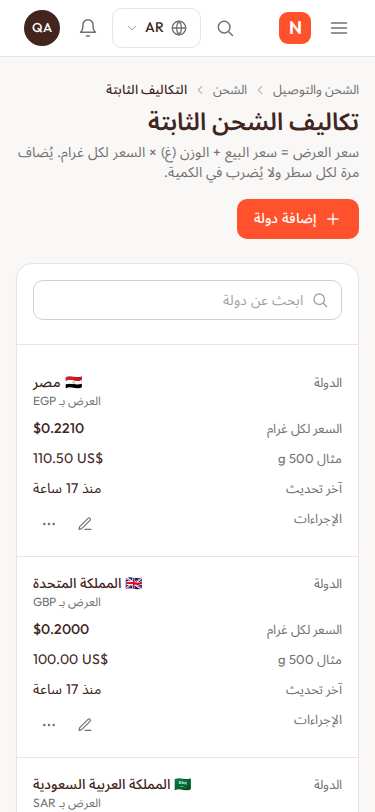 N
AR
QA
الشحن والتوصيل
الشحن
التكاليف الثابتة
تكاليف الشحن الثابتة
سعر العرض = سعر البيع + الوزن (غ) × السعر لكل غرام. يُضاف
مرة لكل سطر ولا يُضرب في الكمية.
إضافة دولة
ابحث عن دولة
الدولة
مصر
العرض بـ EGP
السعر لكل غرام
$0.2210
مثال 500 g
110.50 US$
آخر تحديث
منذ 17 ساعة
الإجراءات
الدولة
المملكة المتحدة
العرض بـ GBP
السعر لكل غرام
$0.2000
مثال 500 g
100.00 US$
آخر تحديث
منذ 17 ساعة
الإجراءات
الدولة
المملكة العربية السعودية
العرض بـ SAR